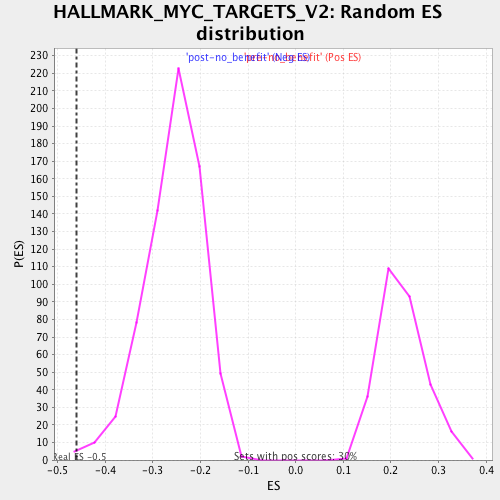 HALLMARK_MYC_TARGETS_V2: Random ES
distribution
'post-no_benefit' (Neg ES)
'pre-no_benefit' (Pos ES)
230
220
210
200
190
180
170
160
150
140
130
120
110
100
90
80
70
60
50
40
30
20
10
0
P(ES)
Real ES -0.5
Sets with pos scores: 30%
-0.5 -0.4 -0.3 -0.2 -0.1 0.0 0.1 0.2 0.3 0.4
ES